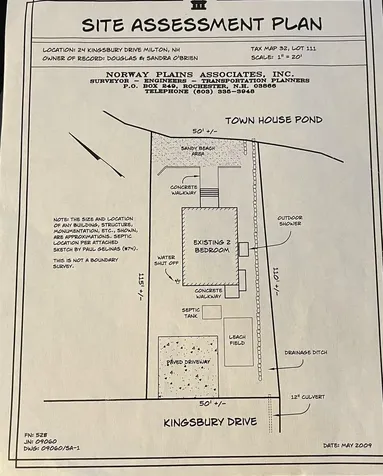 SITE ASSESSMENT PLAN
LOCATION: 24 KINGSBURY DRIVE MILTON, NH
OWNER OF RECORD: DOUGLAS & SANDRA O'BRIEN
TAX MAP 32, LOT 111
SCALE: 1" = 20'
NORWAY PLAINS ASSOCIATES, INC.
SURVEYOR - ENGINEERS - TRANSPORTATION PLANNERS
P.O. BOX 249, ROCHESTER, N.H. 03866
TELEPHONE (603) 335-3948
TOWN HOUSE POND
50' +/-
SANDY BEACH
AREA
CONCRETE
WALKWAY
NOTE: THE SIZE AND LOCATION
OF ANY BUILDING, STRUCTURE,
MONUMENTATION, ETC., SHOWN,
ARE APPROXIMATIONS. SEPTIC
LOCATION PER ATTACHED
SKETCH BY PAUL GELINAS (#74).
THIS IS NOT A BOUNDARY
SURVEY.
OUTDOOR
SHOWER
EXISTING 2
BEDROOM
WATER
SHUT OFF
115' +/-
110' +/-
CONCRETE
WALKWAY
SEPTIC
TANK
LEACH
FIELD
DRAINAGE DITCH
PAVED DRIVEWAY
12" CULVERT
50' +/-
KINGSBURY DRIVE
FN: 528
JN: 09060
DWG: 09060/SA-1
DATE: MAY 2009